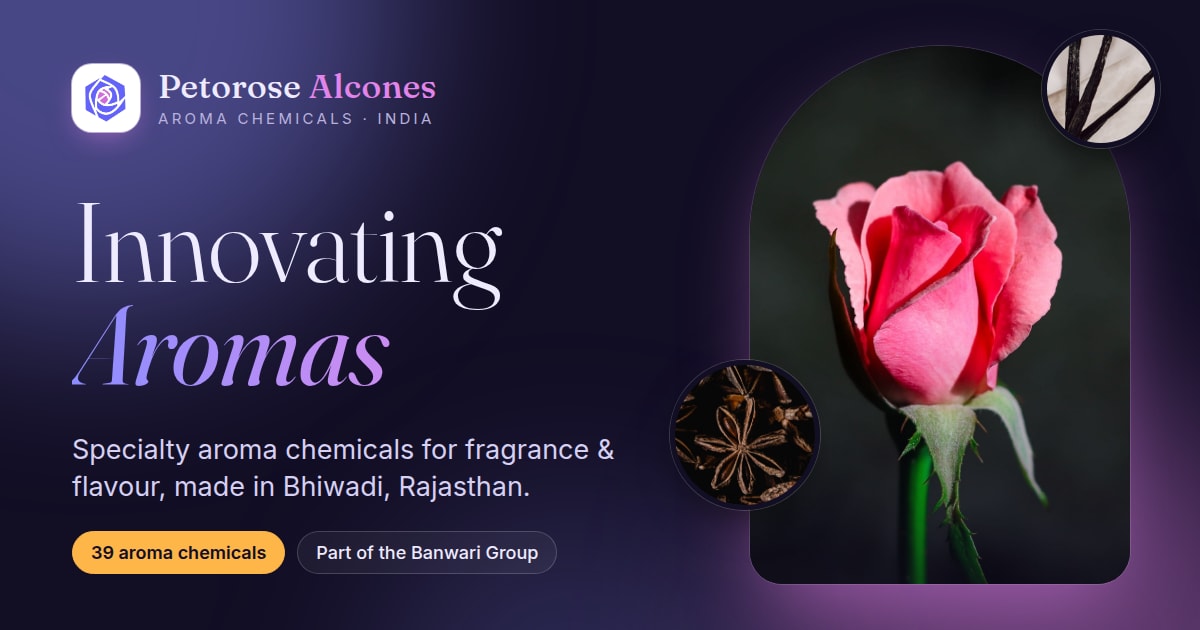 Petorose Alcones
AROMA CHEMICALS · INDIA
Innovating
Aromas
Specialty aroma chemicals for fragrance &
flavour, made in Bhiwadi, Rajasthan.
39 aroma chemicals
Part of the Banwari Group